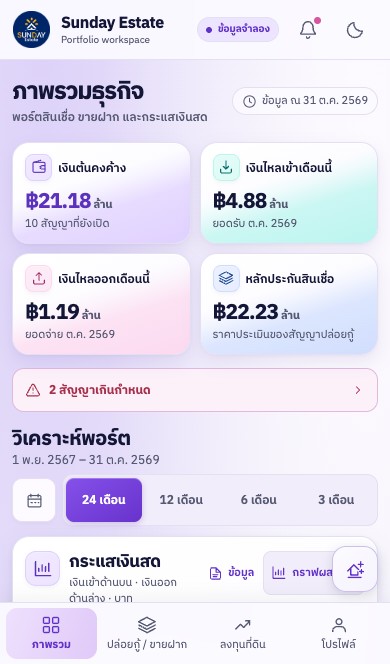 SUNDAY
Estate
Sunday Estate
Portfolio workspace
ข้อมูลจำลอง
ภาพรวมธุรกิจ
พอร์ตสินเชื่อ ขายฝาก และกระแสเงินสด
ข้อมูล ณ 31 ต.ค. 2569
เงินต้นคงค้าง
฿21.18 ล้าน
10 สัญญาที่ยังเปิด
เงินไหลเข้าเดือนนี้
฿4.88 ล้าน
ยอดรับ ต.ค. 2569
เงินไหลออกเดือนนี้
฿1.19 ล้าน
ยอดจ่าย ต.ค. 2569
หลักประกันสินเชื่อ
฿22.23 ล้าน
ราคาประเมินของสัญญาปล่อยกู้
2 สัญญาเกินกำหนด
วิเคราะห์พอร์ต
1 พ.ย. 2567 – 31 ต.ค. 2569
24 เดือน
12 เดือน
6 เดือน
3 เดือน
กระแสเงินสด
เงินเข้าด้านบน · เงินออก
ด้านล่าง · บาท
ข้อมูล
กราฟผส
ภาพรวม
ปล่อยกู้ / ขายฝาก
ลงทุนที่ดิน
โปรไฟล์